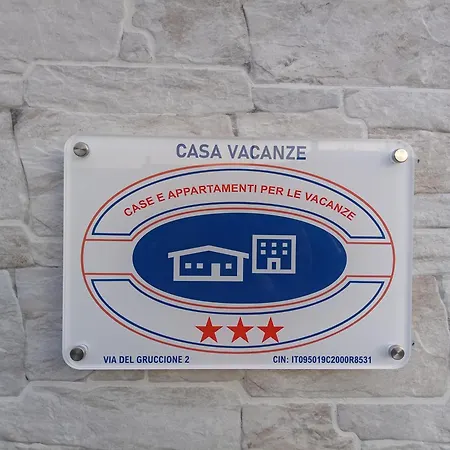 CASA VACANZE
CASE E APPARTAMENTI PER LE VACANZE
VIA DEL GRUCCIONE 2
CIN: IT095019C2000R8531